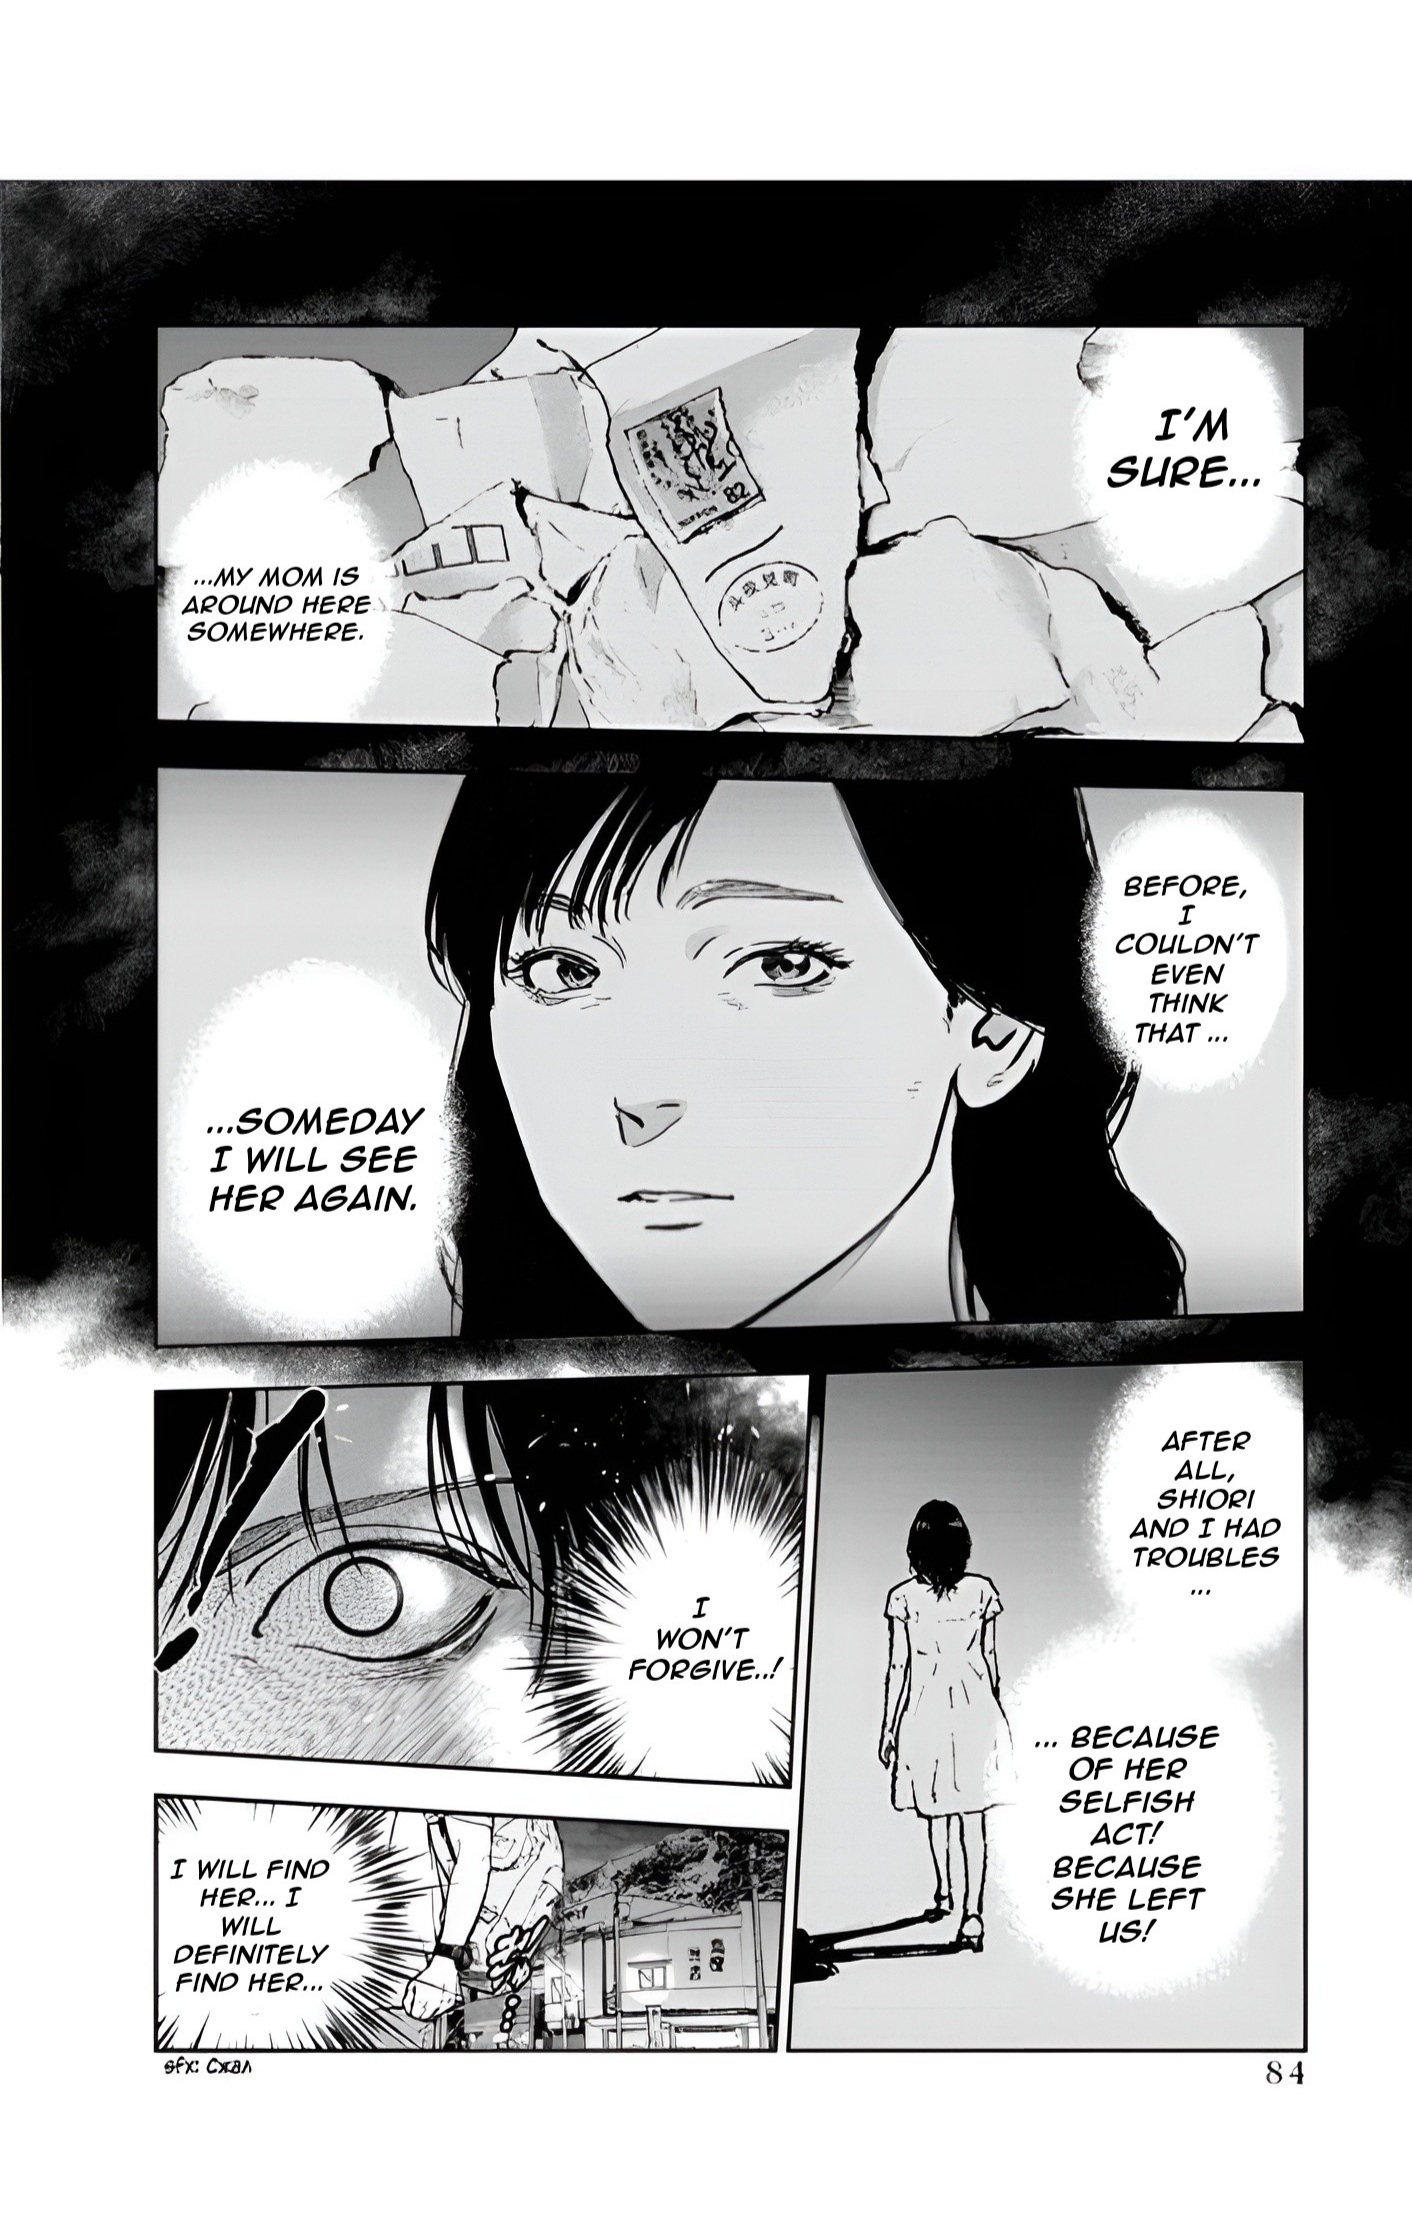 I'M
SURE...
82
...MY MOM IS
AROUND HERE
SOMEWHERE.
BEFORE,
I
COULDN'T
EVEN
THINK
THAT ...
...SOMEDAY
I WILL SEE
HER AGAIN.
AFTER
ALL,
SHIORI
AND I HAD
TROUBLES
...
... BECAUSE
OF HER
SELFISH
ACT!
BECAUSE
SHE LEFT
US!
I
WON'T
FORGIVE..!
I WILL FIND
HER... I
WILL
DEFINITELY
FIND HER...
sfx: Сжал
84